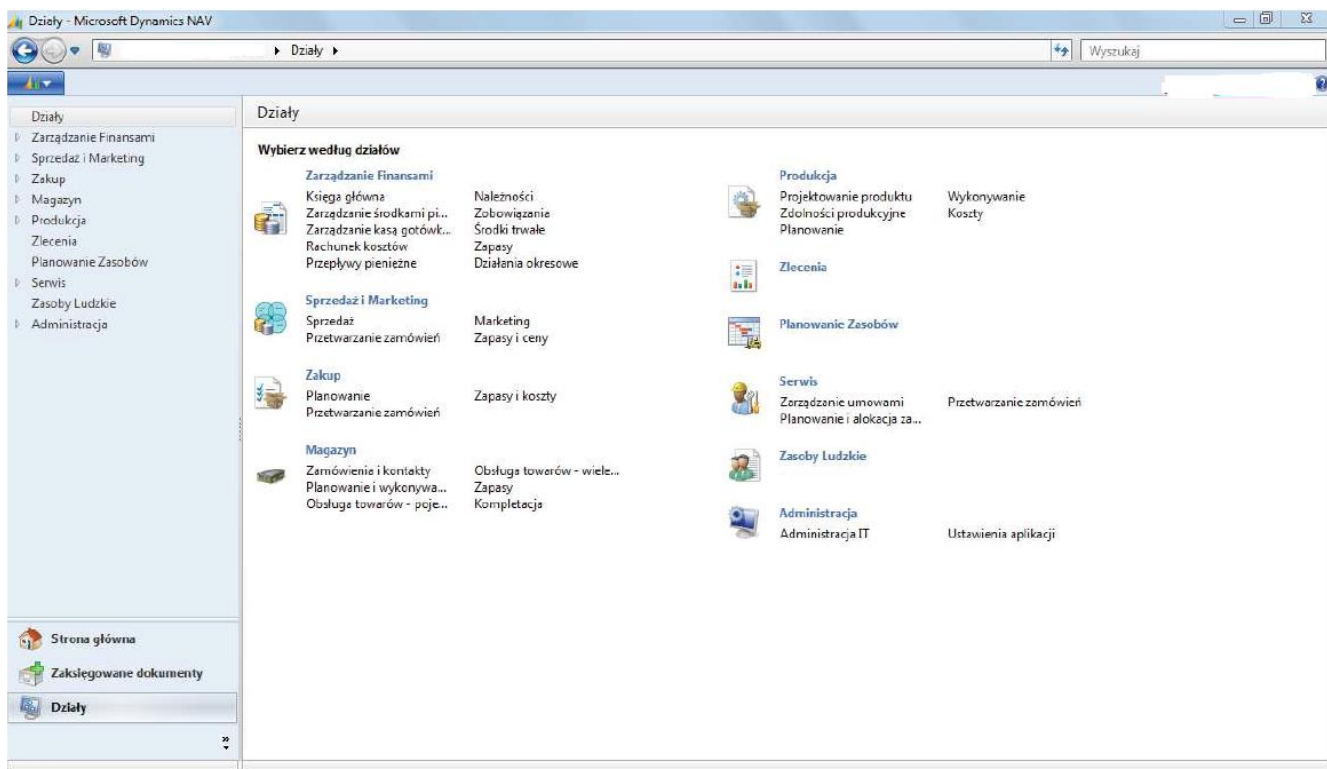 Działy - Microsoft Dynamics NAV
Działy
Wyszukaj
Działy
Zarządzanie Finansami
Sprzedaż i Marketing
Zakup
Magazyn
Produkcja
Zlecenia
Planowanie Zasobów
Serwis
Zasoby Ludzkie
Administracja
Strona główna
Zaksięgowane dokumenty
Działy
Działy
Wybierz według działów
Zarządzanie Finansami
Księga główna Należności
Zarządzanie środkami pi... Zobowiązania
Zarządzanie kasą gotówk... Środki trwałe
Rachunek kosztów Zapasy
Przepływy pieniężne Działania okresowe
Sprzedaż i Marketing
Sprzedaż Marketing
Przetwarzanie zamówień Zapasy i ceny
Zakup
Planowanie Zapasy i koszty
Przetwarzanie zamówień
Magazyn
Zamówienia i kontakty Obsługa towarów - wiele...
Planowanie i wykonywa... Zapasy
Obsługa towarów - poje... Kompletacja
Produkcja
Projektowanie produktu Wykonywanie
Zdolności produkcyjne Koszty
Planowanie
Zlecenia
Planowanie Zasobów
Serwis
Zarządzanie umowami Przetwarzanie zamówień
Planowanie i alokacja za...
Zasoby Ludzkie
Administracja
Administracja IT Ustawienia aplikacji